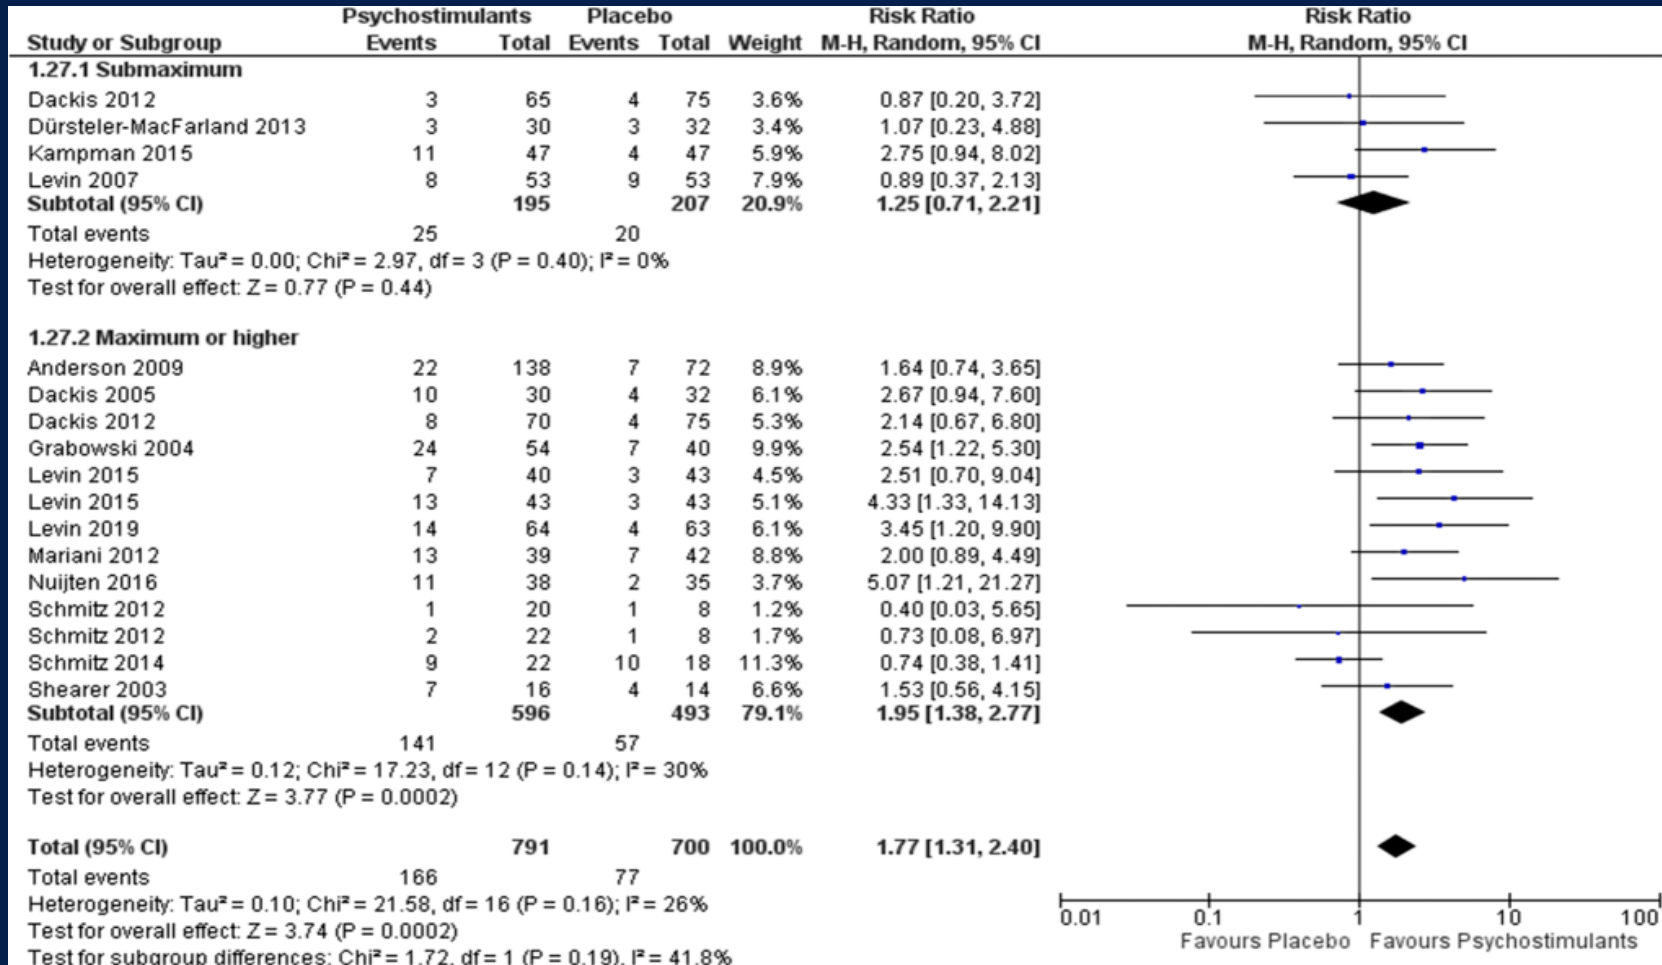 Psychostimulants Placebo Risk Ratio Risk Ratio
Study or Subgroup Events Total Events Total Weight M-H, Random, 95% CI M-H, Random, 95% CI
1.27.1 Submaximum
Dackis 2012 3 65 4 75 3.6% 0.87 [0.20, 3.72]
Dürsteler-MacFarland 2013 3 30 3 32 3.4% 1.07 [0.23, 4.88]
Kampman 2015 11 47 4 47 5.9% 2.75 [0.94, 8.02]
Levin 2007 8 53 9 53 7.9% 0.89 [0.37, 2.13]
Subtotal (95% CI) 195 207 20.9% 1.25 [0.71, 2.21]
Total events 25 20
Heterogeneity: Tau² = 0.00; Chi² = 2.97, df = 3 (P = 0.40); I² = 0%
Test for overall effect: Z = 0.77 (P = 0.44)
1.27.2 Maximum or higher
Anderson 2009 22 138 7 72 8.9% 1.64 [0.74, 3.65]
Dackis 2005 10 30 4 32 6.1% 2.67 [0.94, 7.60]
Dackis 2012 8 70 4 75 5.3% 2.14 [0.67, 6.80]
Grabowski 2004 24 54 7 40 9.9% 2.54 [1.22, 5.30]
Levin 2015 7 40 3 43 4.5% 2.51 [0.70, 9.04]
Levin 2015 13 43 3 43 5.1% 4.33 [1.33, 14.13]
Levin 2019 14 64 4 63 6.1% 3.45 [1.20, 9.90]
Mariani 2012 13 39 7 42 8.8% 2.00 [0.89, 4.49]
Nuijten 2016 11 38 2 35 3.7% 5.07 [1.21, 21.27]
Schmitz 2012 1 20 1 8 1.2% 0.40 [0.03, 5.65]
Schmitz 2012 2 22 1 8 1.7% 0.73 [0.08, 6.97]
Schmitz 2014 9 22 10 18 11.3% 0.74 [0.38, 1.41]
Shearer 2003 7 16 4 14 6.6% 1.53 [0.56, 4.15]
Subtotal (95% CI) 596 493 79.1% 1.95 [1.38, 2.77]
Total events 141 57
Heterogeneity: Tau² = 0.12; Chi² = 17.23, df = 12 (P = 0.14); I² = 30%
Test for overall effect: Z = 3.77 (P = 0.0002)
Total (95% CI) 791 700 100.0% 1.77 [1.31, 2.40]
Total events 166 77
Heterogeneity: Tau² = 0.10; Chi² = 21.58, df = 16 (P = 0.16); I² = 26%
Test for overall effect: Z = 3.74 (P = 0.0002)
Test for subgroup differences: Chi² = 1.72, df = 1 (P = 0.19), I² = 41.8%
0.01 0.1 1 10 100
Favours Placebo Favours Psychostimulants